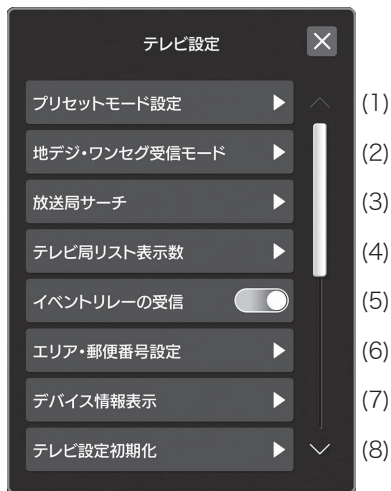 テレビ設定
プリセットモード設定 (1)
地デジ・ワンセグ受信モード (2)
放送局サーチ (3)
テレビ局リスト表示数 (4)
イベントリレーの受信 (5)
エリア・郵便番号設定 (6)
デバイス情報表示 (7)
テレビ設定初期化 (8)